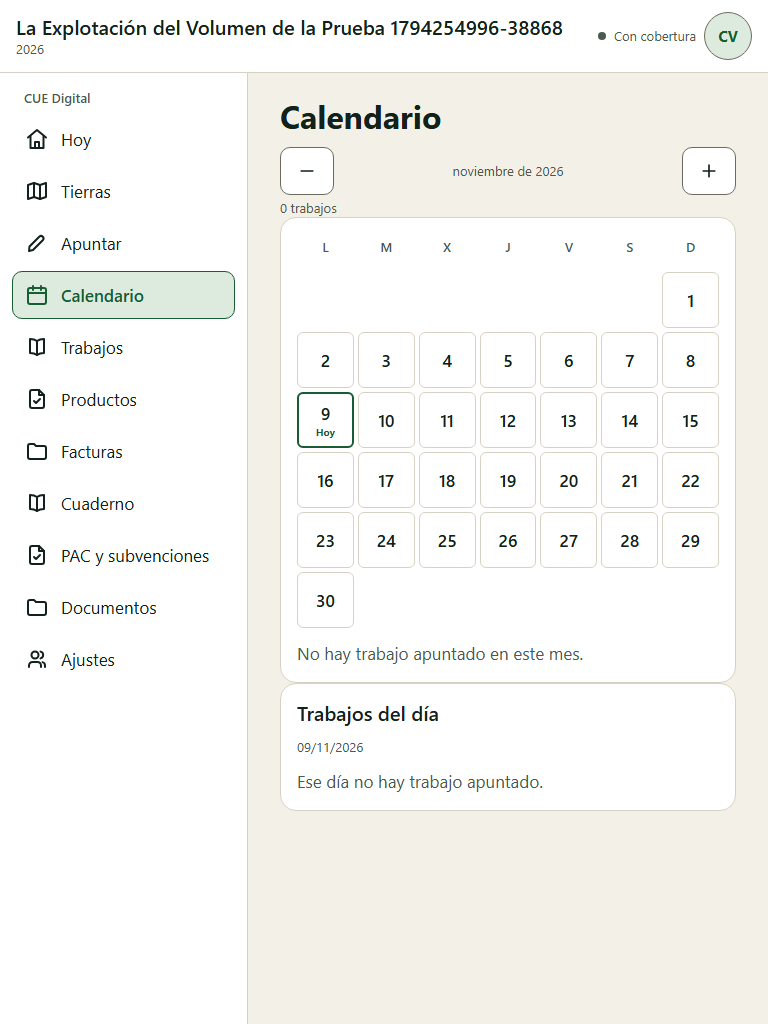 La Explotación del Volumen de la Prueba 1794254996-38868
2026
Con cobertura
CV
CUE Digital
Hoy
Tierras
Apuntar
Calendario
Trabajos
Productos
Facturas
Cuaderno
PAC y subvenciones
Documentos
Ajustes
Calendario
−
noviembre de 2026
+
0 trabajos
L M X J V S D
1
2 3 4 5 6 7 8
9 10 11 12 13 14 15
Hoy
16 17 18 19 20 21 22
23 24 25 26 27 28 29
30
No hay trabajo apuntado en este mes.
Trabajos del día
09/11/2026
Ese día no hay trabajo apuntado.